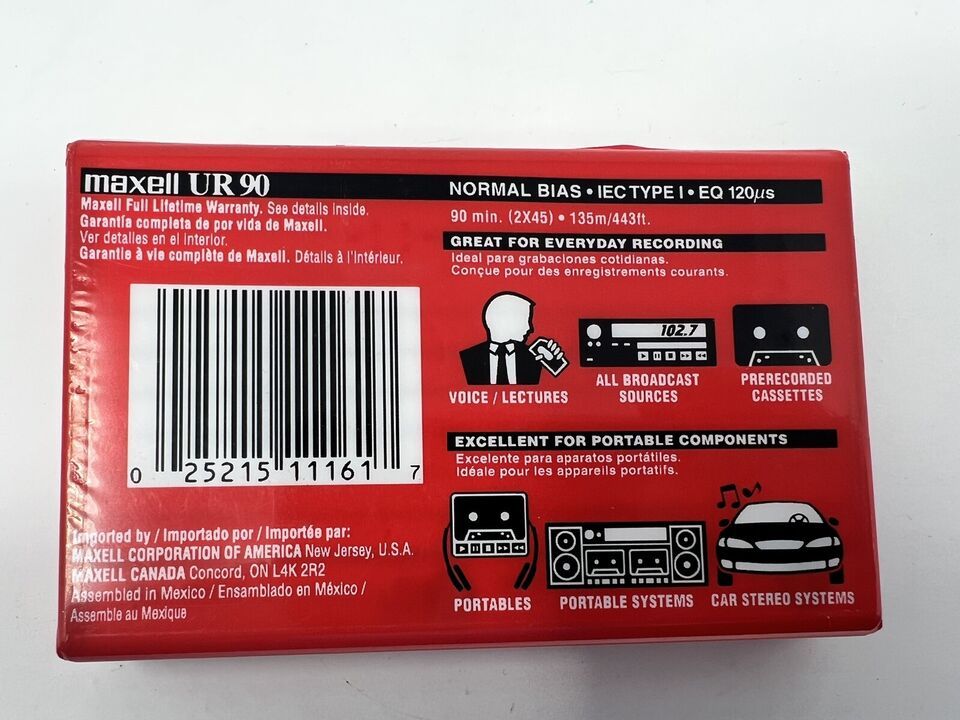 maxell UR 90
Maxell Full Lifetime Warranty. See details inside.
Garantía completa de por vida de Maxell.
Ver detalles en el interior.
Garantie à vie complète de Maxell. Détails à l'intérieur.
0 25215 11161 7
Imported by / Importado por / Importée par:
MAXELL CORPORATION OF AMERICA New Jersey, U.S.A.
MAXELL CANADA Concord, ON L4K 2R2
Assembled in Mexico / Ensamblado en México /
Assemble au Mexique
NORMAL BIAS • IEC TYPE I • EQ 120µs
90 min. (2X45) • 135m/443ft.
GREAT FOR EVERYDAY RECORDING
Ideal para grabaciones cotidianas.
Conçue pour des enregistrements courants.
102.7
VOICE / LECTURES
ALL BROADCAST
SOURCES
PRERECORDED
CASSETTES
EXCELLENT FOR PORTABLE COMPONENTS
Excelente para aparatos portátiles.
Idéale pour les appareils portatifs.
PORTABLES
PORTABLE SYSTEMS
CAR STEREO SYSTEMS